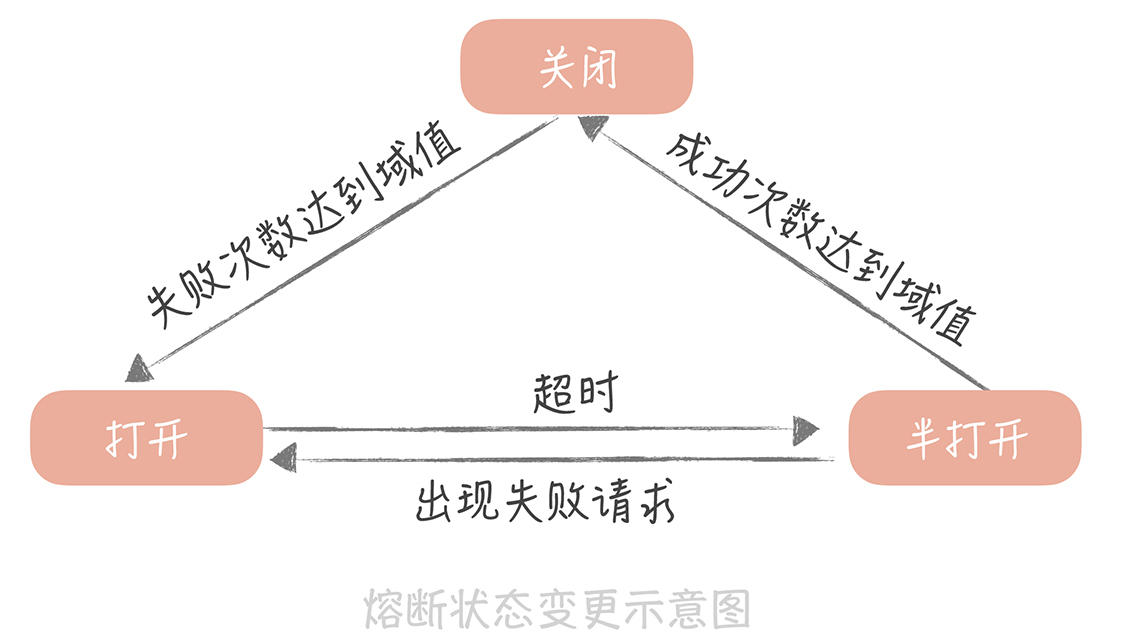 关闭
失败次数达到域值
成功次数达到域值
超时
打开
半打开
出现失败请求
熔断状态变更示意图